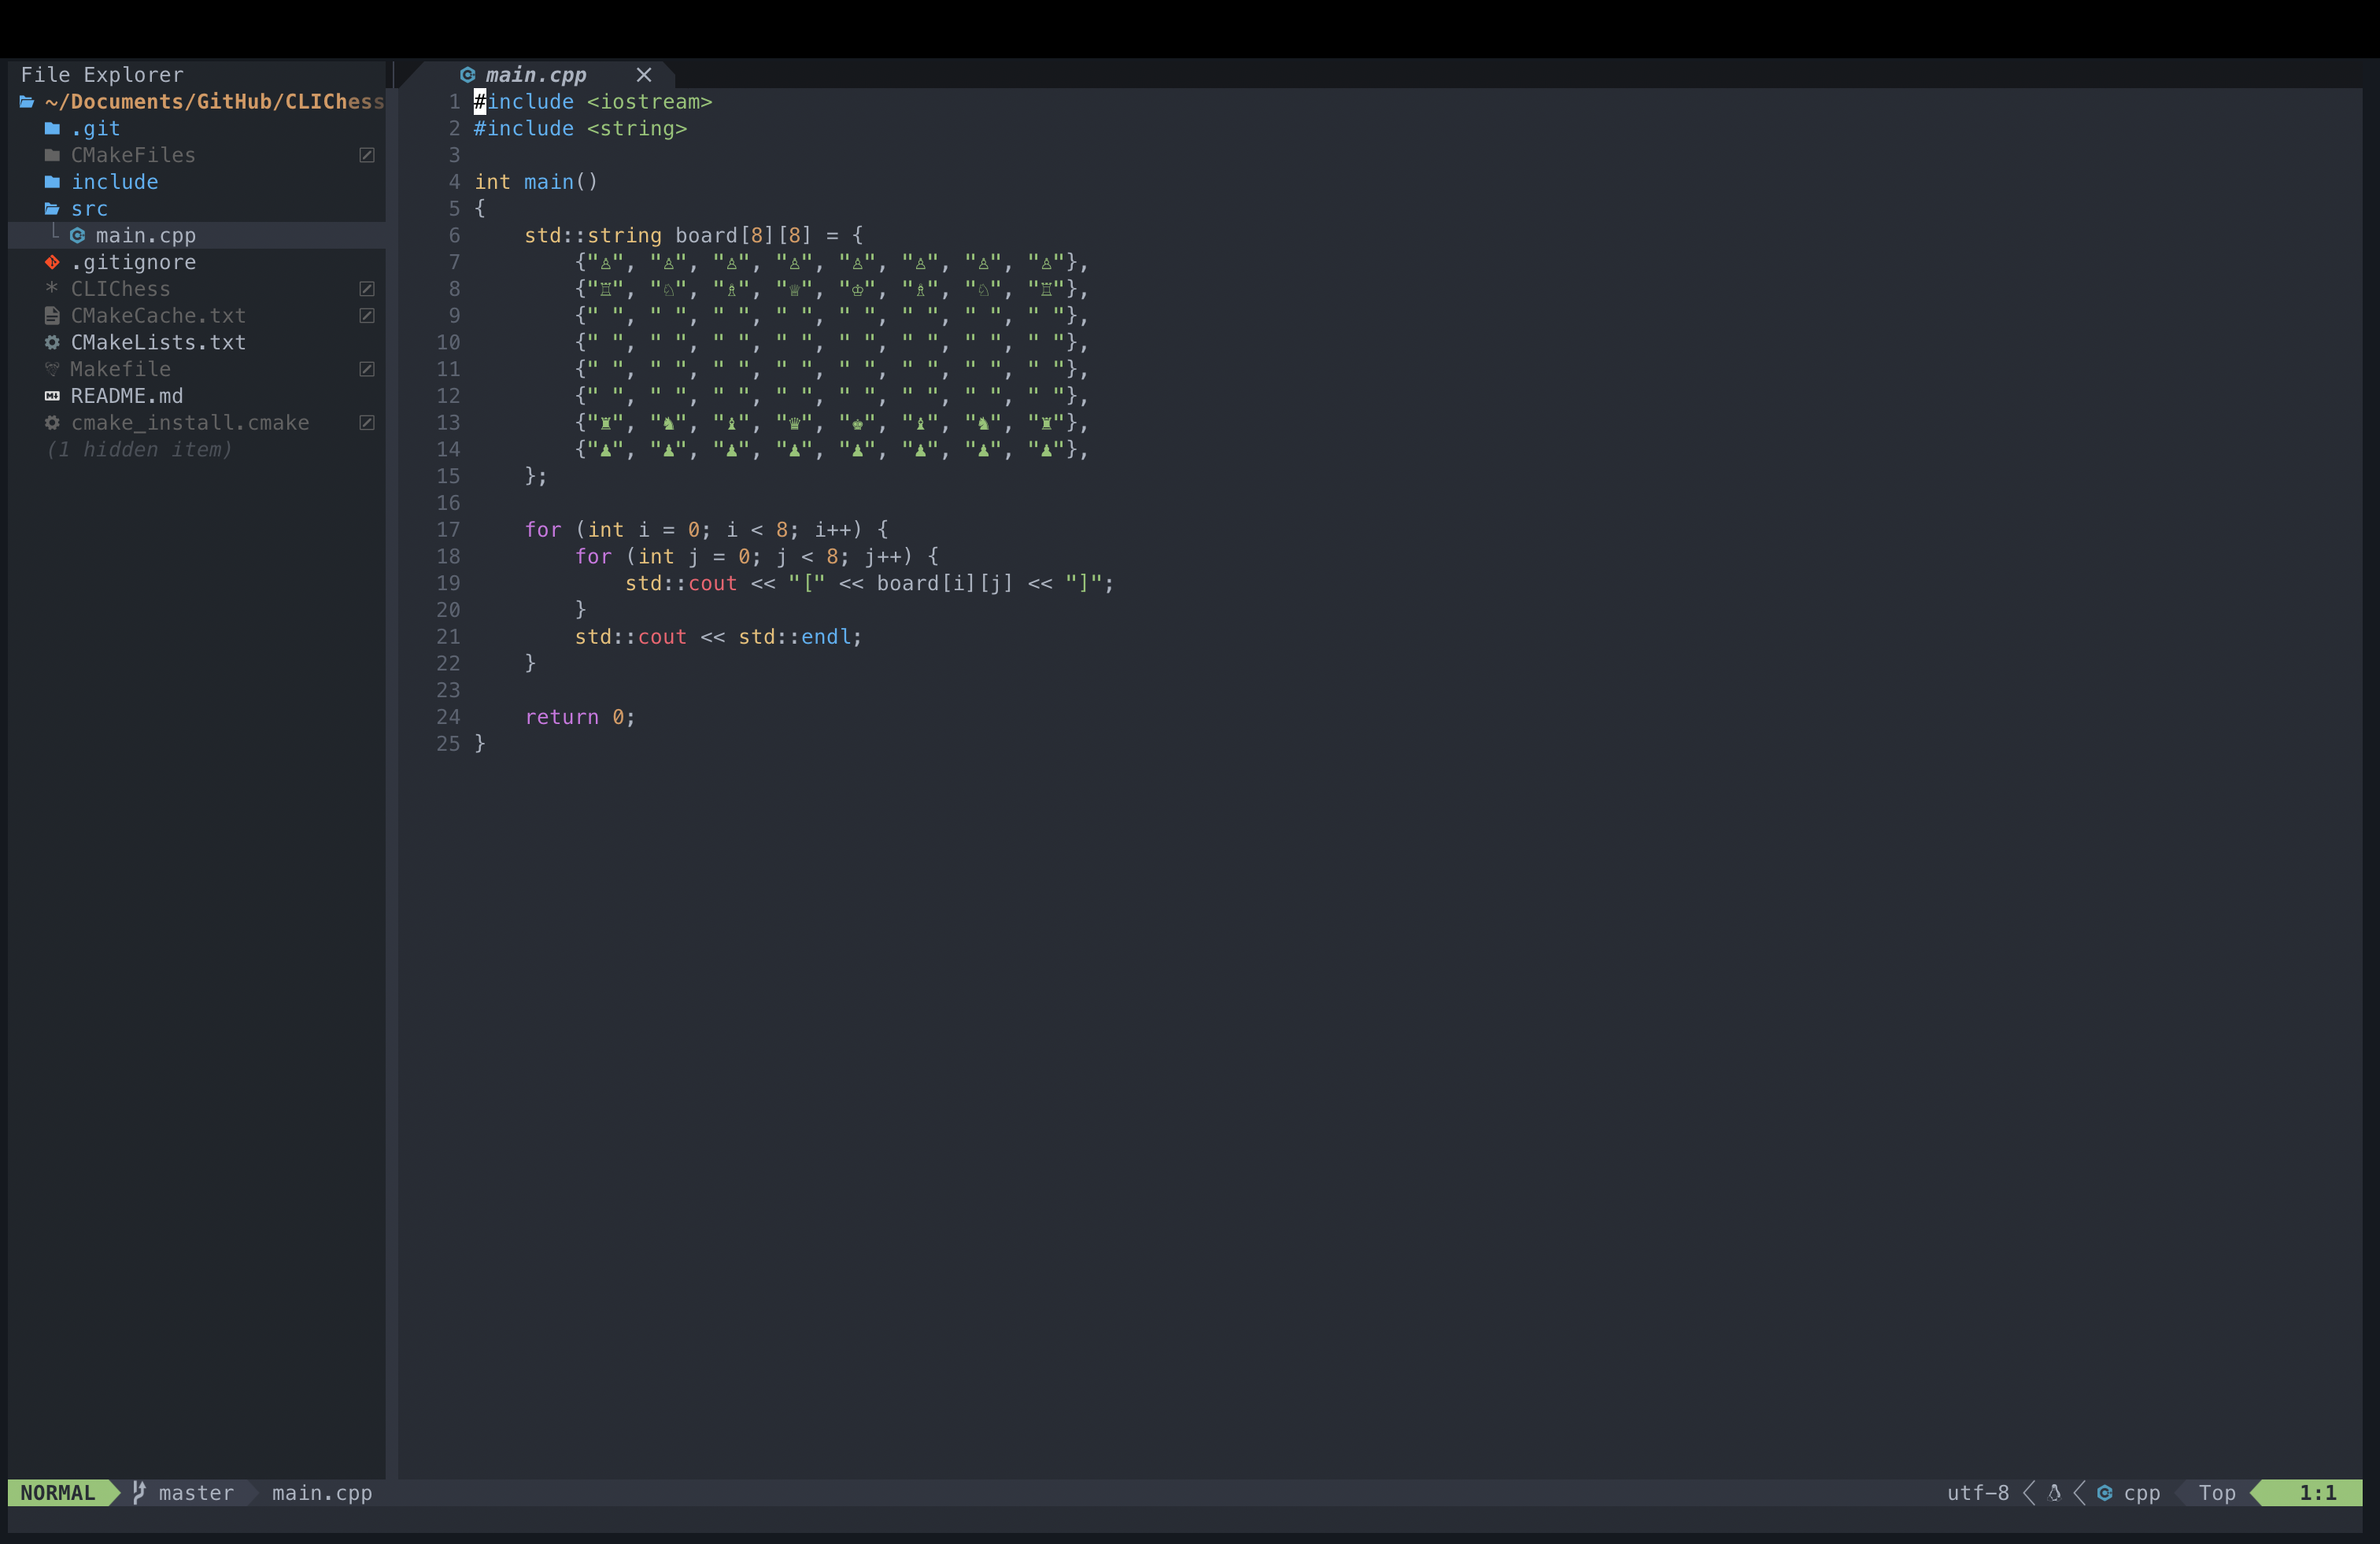 File Explorer
~/Documents/GitHub/CLIChess
.git
CMakeFiles
include
src
main.cpp
.gitignore
CLIChess
CMakeCache.txt
CMakeLists.txt
Makefile
README.md
cmake_install.cmake
(1 hidden item)
main.cpp
1 #include <iostream>
2 #include <string>
3
4 int main()
5 {
6     std::string board[8][8] = {
7         {"♙", "♙", "♙", "♙", "♙", "♙", "♙", "♙"},
8         {"♖", "♘", "♗", "♕", "♔", "♗", "♘", "♖"},
9         {" ", " ", " ", " ", " ", " ", " ", " "},
10         {" ", " ", " ", " ", " ", " ", " ", " "},
11         {" ", " ", " ", " ", " ", " ", " ", " "},
12         {" ", " ", " ", " ", " ", " ", " ", " "},
13         {"♜", "♞", "♝", "♛", "♚", "♝", "♞", "♜"},
14         {"♟", "♟", "♟", "♟", "♟", "♟", "♟", "♟"},
15     };
16
17     for (int i = 0; i < 8; i++) {
18         for (int j = 0; j < 8; j++) {
19             std::cout << "[" << board[i][j] << "]";
20         }
21         std::cout << std::endl;
22     }
23
24     return 0;
25 }
NORMAL master main.cpp utf-8 cpp Top 1:1